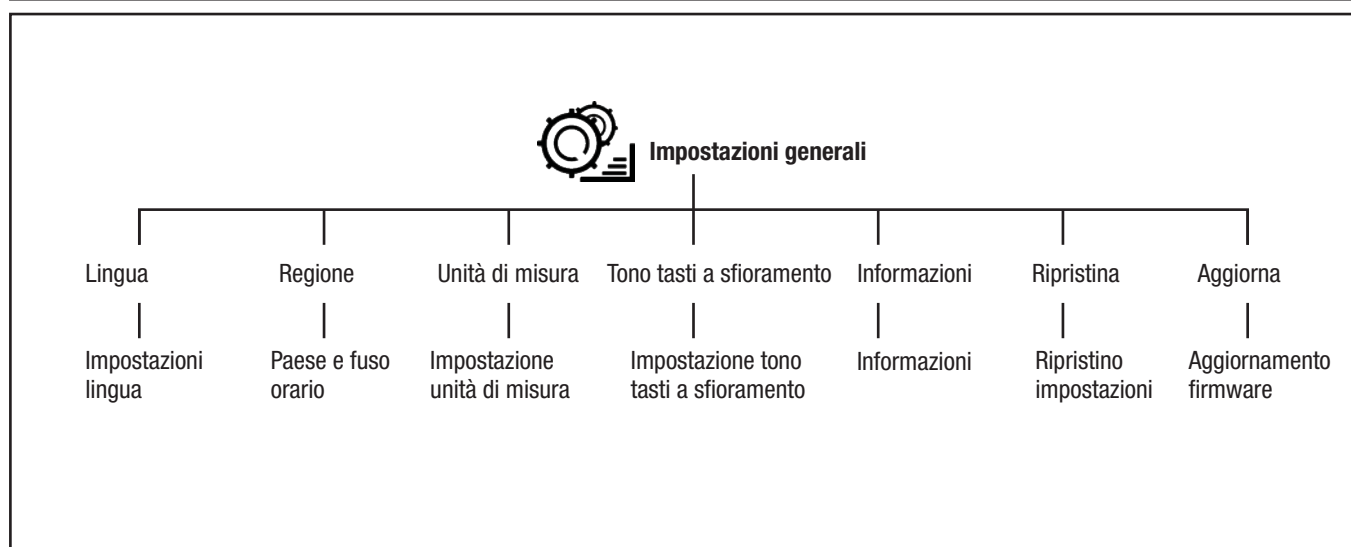 Impostazioni generali
Lingua
Regione
Unità di misura
Tono tasti a sfioramento
Informazioni
Ripristina
Aggiorna
Impostazioni
lingua
Paese e fuso
orario
Impostazione
unità di misura
Impostazione tono
tasti a sfioramento
Informazioni
Ripristino
impostazioni
Aggiornamento
firmware